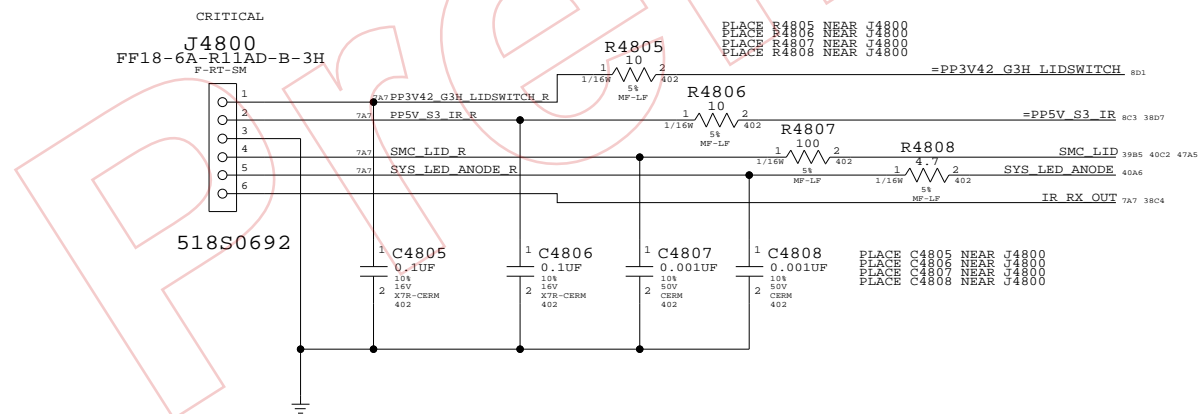 CRITICAL
J4800
FF18-6A-R11AD-B-3H
F-RT-SM
1
2
3
4
5
6
518S0692
7A7 PP3V42_G3H_LIDSWITCH_R
7A7 PP5V_S3_IR_R
7A7 SMC_LID_R
7A7 SYS_LED_ANODE_R
R4805
10
1 2
1/16W 402
5%
MF-LF
R4806
10
1 2
1/16W 402
5%
MF-LF
R4807
100
1 2
1/16W 402
5%
MF-LF
R4808
4.7
1 2
1/16W 402
5%
MF-LF
PLACE R4805 NEAR J4800
PLACE R4806 NEAR J4800
PLACE R4807 NEAR J4800
PLACE R4808 NEAR J4800
=PP3V42_G3H_LIDSWITCH 8D1
=PP5V_S3_IR 8C3 38D7
SMC_LID 39B5 40C2 47A5
SYS_LED_ANODE 40A6
IR_RX_OUT 7A7 38C4
1
C4805
0.1UF
10%
16V
2 X7R-CERM
402
1
C4806
0.1UF
10%
16V
2 X7R-CERM
402
1
C4807
0.001UF
10%
50V
2 CERM
402
1
C4808
0.001UF
10%
50V
2 CERM
402
PLACE C4805 NEAR J4800
PLACE C4806 NEAR J4800
PLACE C4807 NEAR J4800
PLACE C4808 NEAR J4800